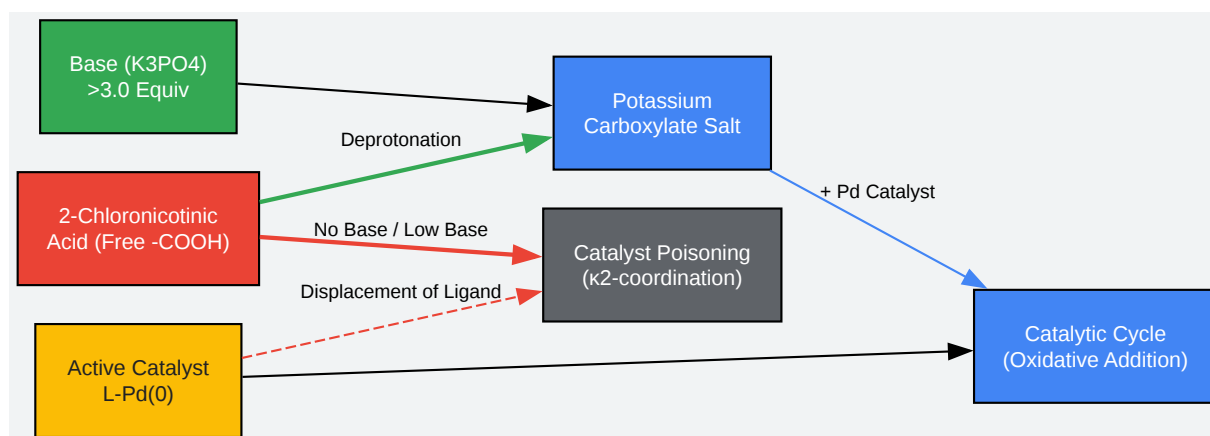 Base (K3PO4)
>3.0 Equiv
Potassium
Carboxylate Salt
Deprotonation
+ Pd Catalyst
2-Chloronicotinic
Acid (Free -COOH)
No Base / Low Base
Catalyst Poisoning
(κ2-coordination)
Displacement of Ligand
Active Catalyst
L-Pd(0)
Catalytic Cycle
(Oxidative Addition)